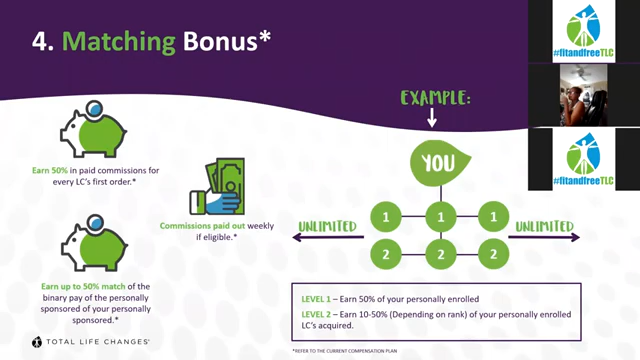 4. Matching Bonus*
#fitandfreeTLC
EXAMPLE:
YOU
Earn 50% in paid commissions for
every LC's first order.*
Commissions paid out weekly
if eligible.*
UNLIMITED
1 1 1
UNLIMITED
2 2 2
#fitandfreeTLC
Earn up to 50% match of the
binary pay of the personally
sponsored of your personally
sponsored.*
LEVEL 1 – Earn 50% of your personally enrolled
LEVEL 2 – Earn 10-50% (Depending on rank) of your personally enrolled
LC's acquired.
TOTAL LIFE CHANGES®
*REFER TO THE CURRENT COMPENSATION PLAN